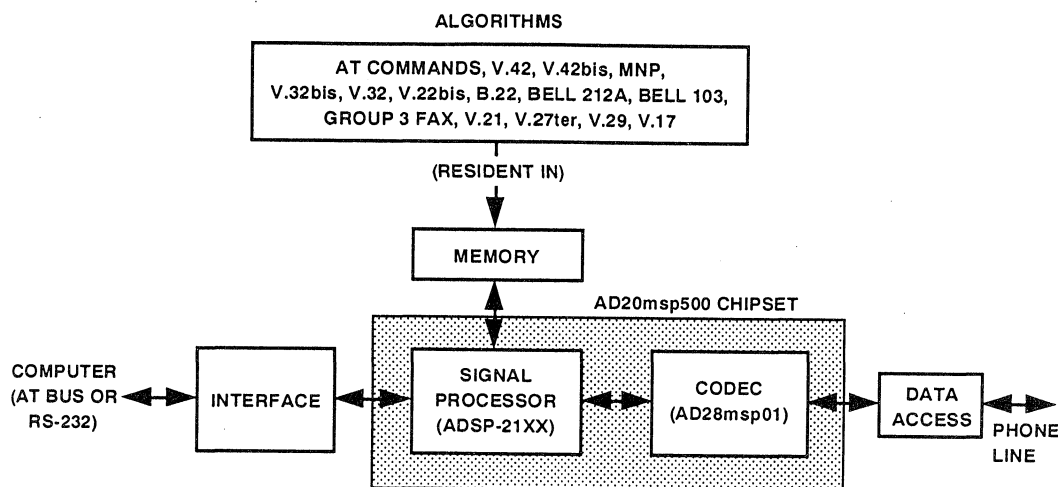 ALGORITHMS
AT COMMANDS, V.42, V.42bis, MNP,
V.32bis, V.32, V.22bis, B.22, BELL 212A, BELL 103,
GROUP 3 FAX, V.21, V.27ter, V.29, V.17
(RESIDENT IN)
MEMORY
AD20msp500 CHIPSET
COMPUTER
(AT BUS OR
RS-232)
INTERFACE
SIGNAL
PROCESSOR
(ADSP-21XX)
CODEC
(AD28msp01)
DATA
ACCESS
PHONE
LINE